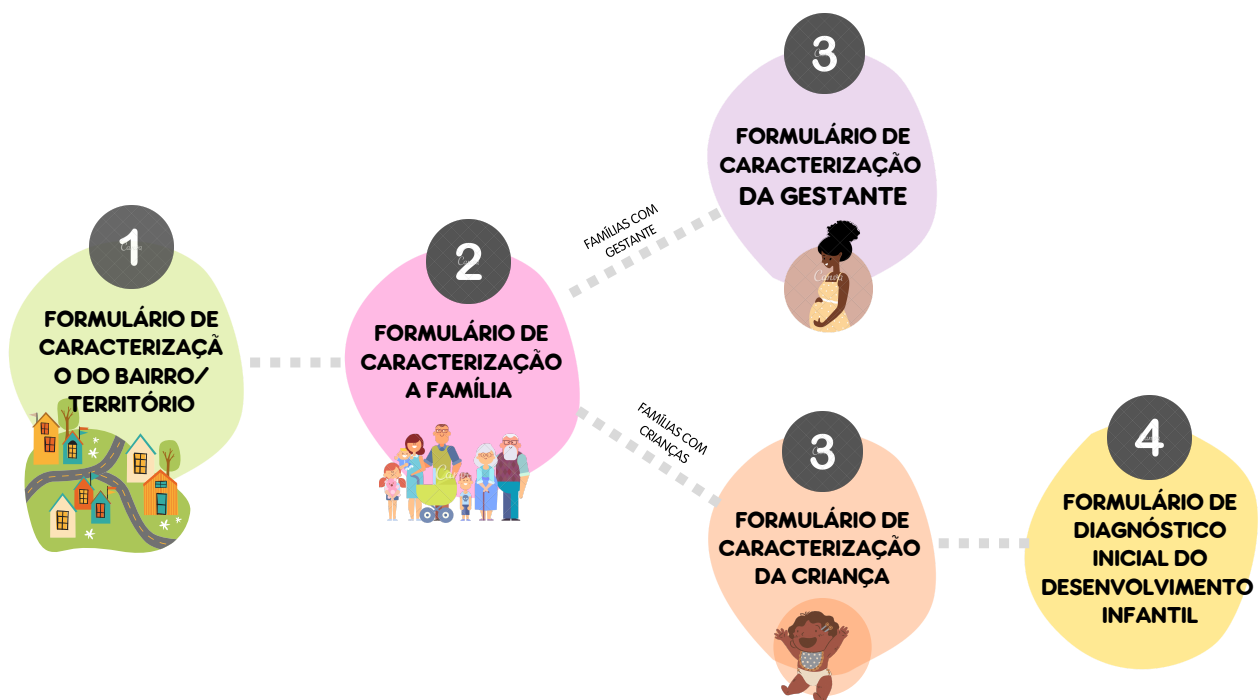 1
FORMULÁRIO DE
CARACTERIZAÇÃ
O DO BAIRRO/
TERRITÓRIO
2
FORMULÁRIO DE
CARACTERIZAÇÃO
A FAMÍLIA
FAMÍLIAS COM
GESTANTE
3
FORMULÁRIO DE
CARACTERIZAÇÃO
DA GESTANTE
Canva
FAMÍLIAS COM
CRIANÇAS
3
FORMULÁRIO DE
CARACTERIZAÇÃO
DA CRIANÇA
4
FORMULÁRIO DE
DIAGNÓSTICO
INICIAL DO
DESENVOLVIMENTO
INFANTIL